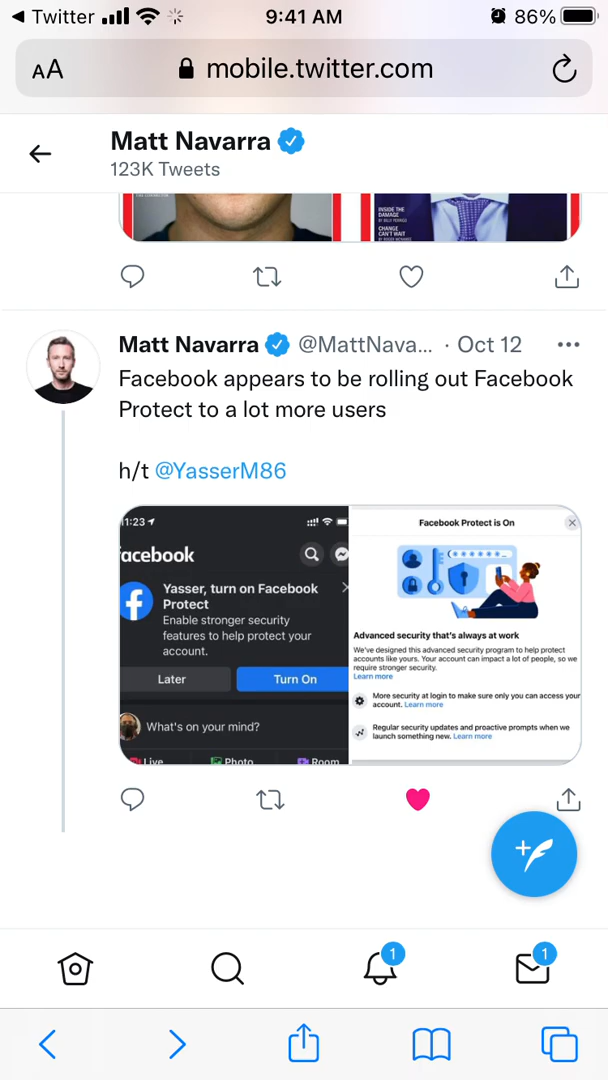 Twitter
9:41 AM
86%
AA
mobile.twitter.com
Matt Navarra
123K Tweets
INSIDE THE
DAMAGE
CHANGE
CAN'T WAIT
Matt Navarra @MattNava... · Oct 12
Facebook appears to be rolling out Facebook
Protect to a lot more users
h/t @YasserM86
11:23
facebook
Yasser, turn on Facebook
Protect
Enable stronger security
features to help protect your
account.
Later
Turn On
What's on your mind?
Live
Photo
Room
Facebook Protect is On
Advanced security that's always at work
We've designed this advanced security program to help protect
accounts like yours. Your account can impact a lot of people, so we
require stronger security.
Learn more
More security at login to make sure only you can access your
account. Learn more
Regular security updates and proactive prompts when we
launch something new. Learn more
1
1